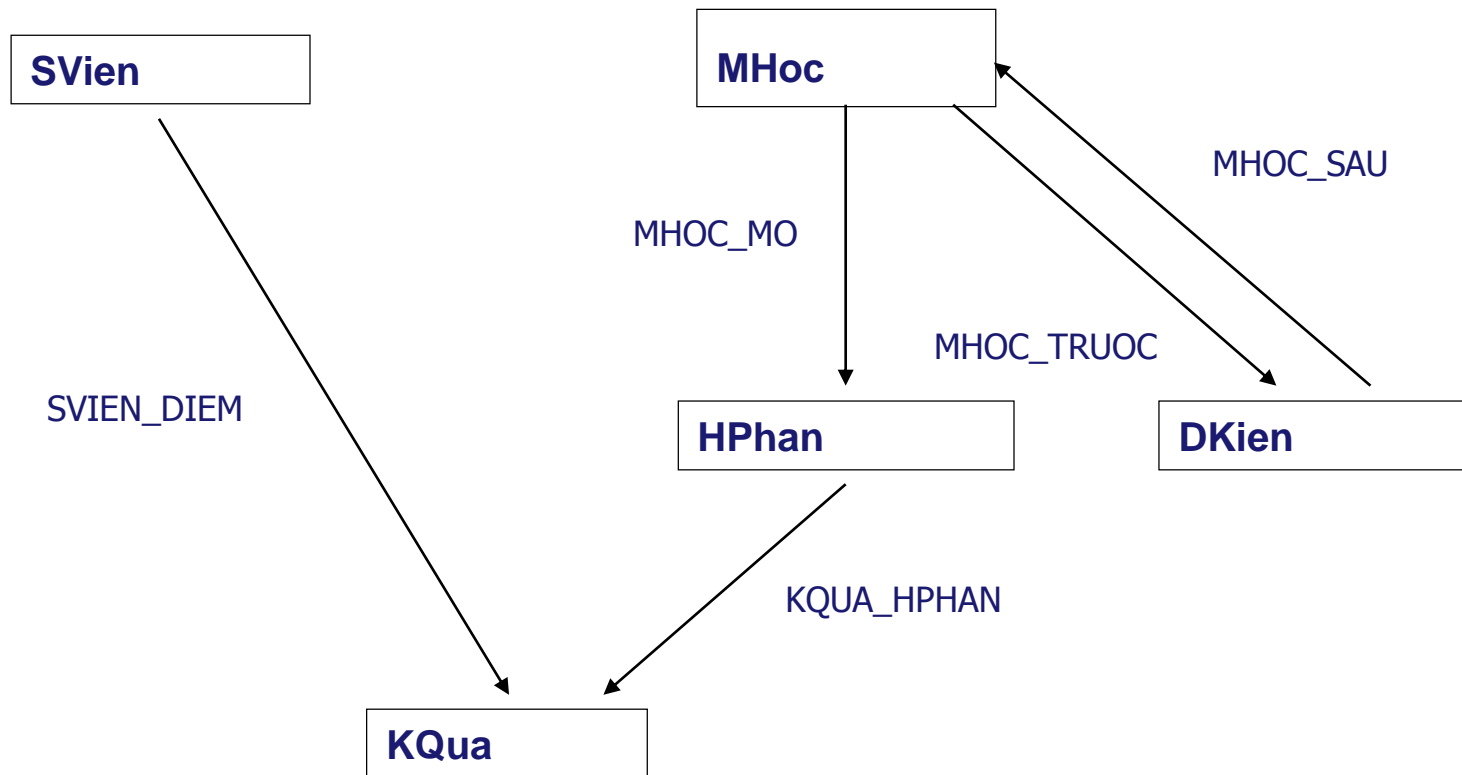 SVien
MHoc
MHOC_SAU
MHOC_MO
MHOC_TRUOC
SVIEN_DIEM
HPhan
DKien
KQUA_HPHAN
KQua